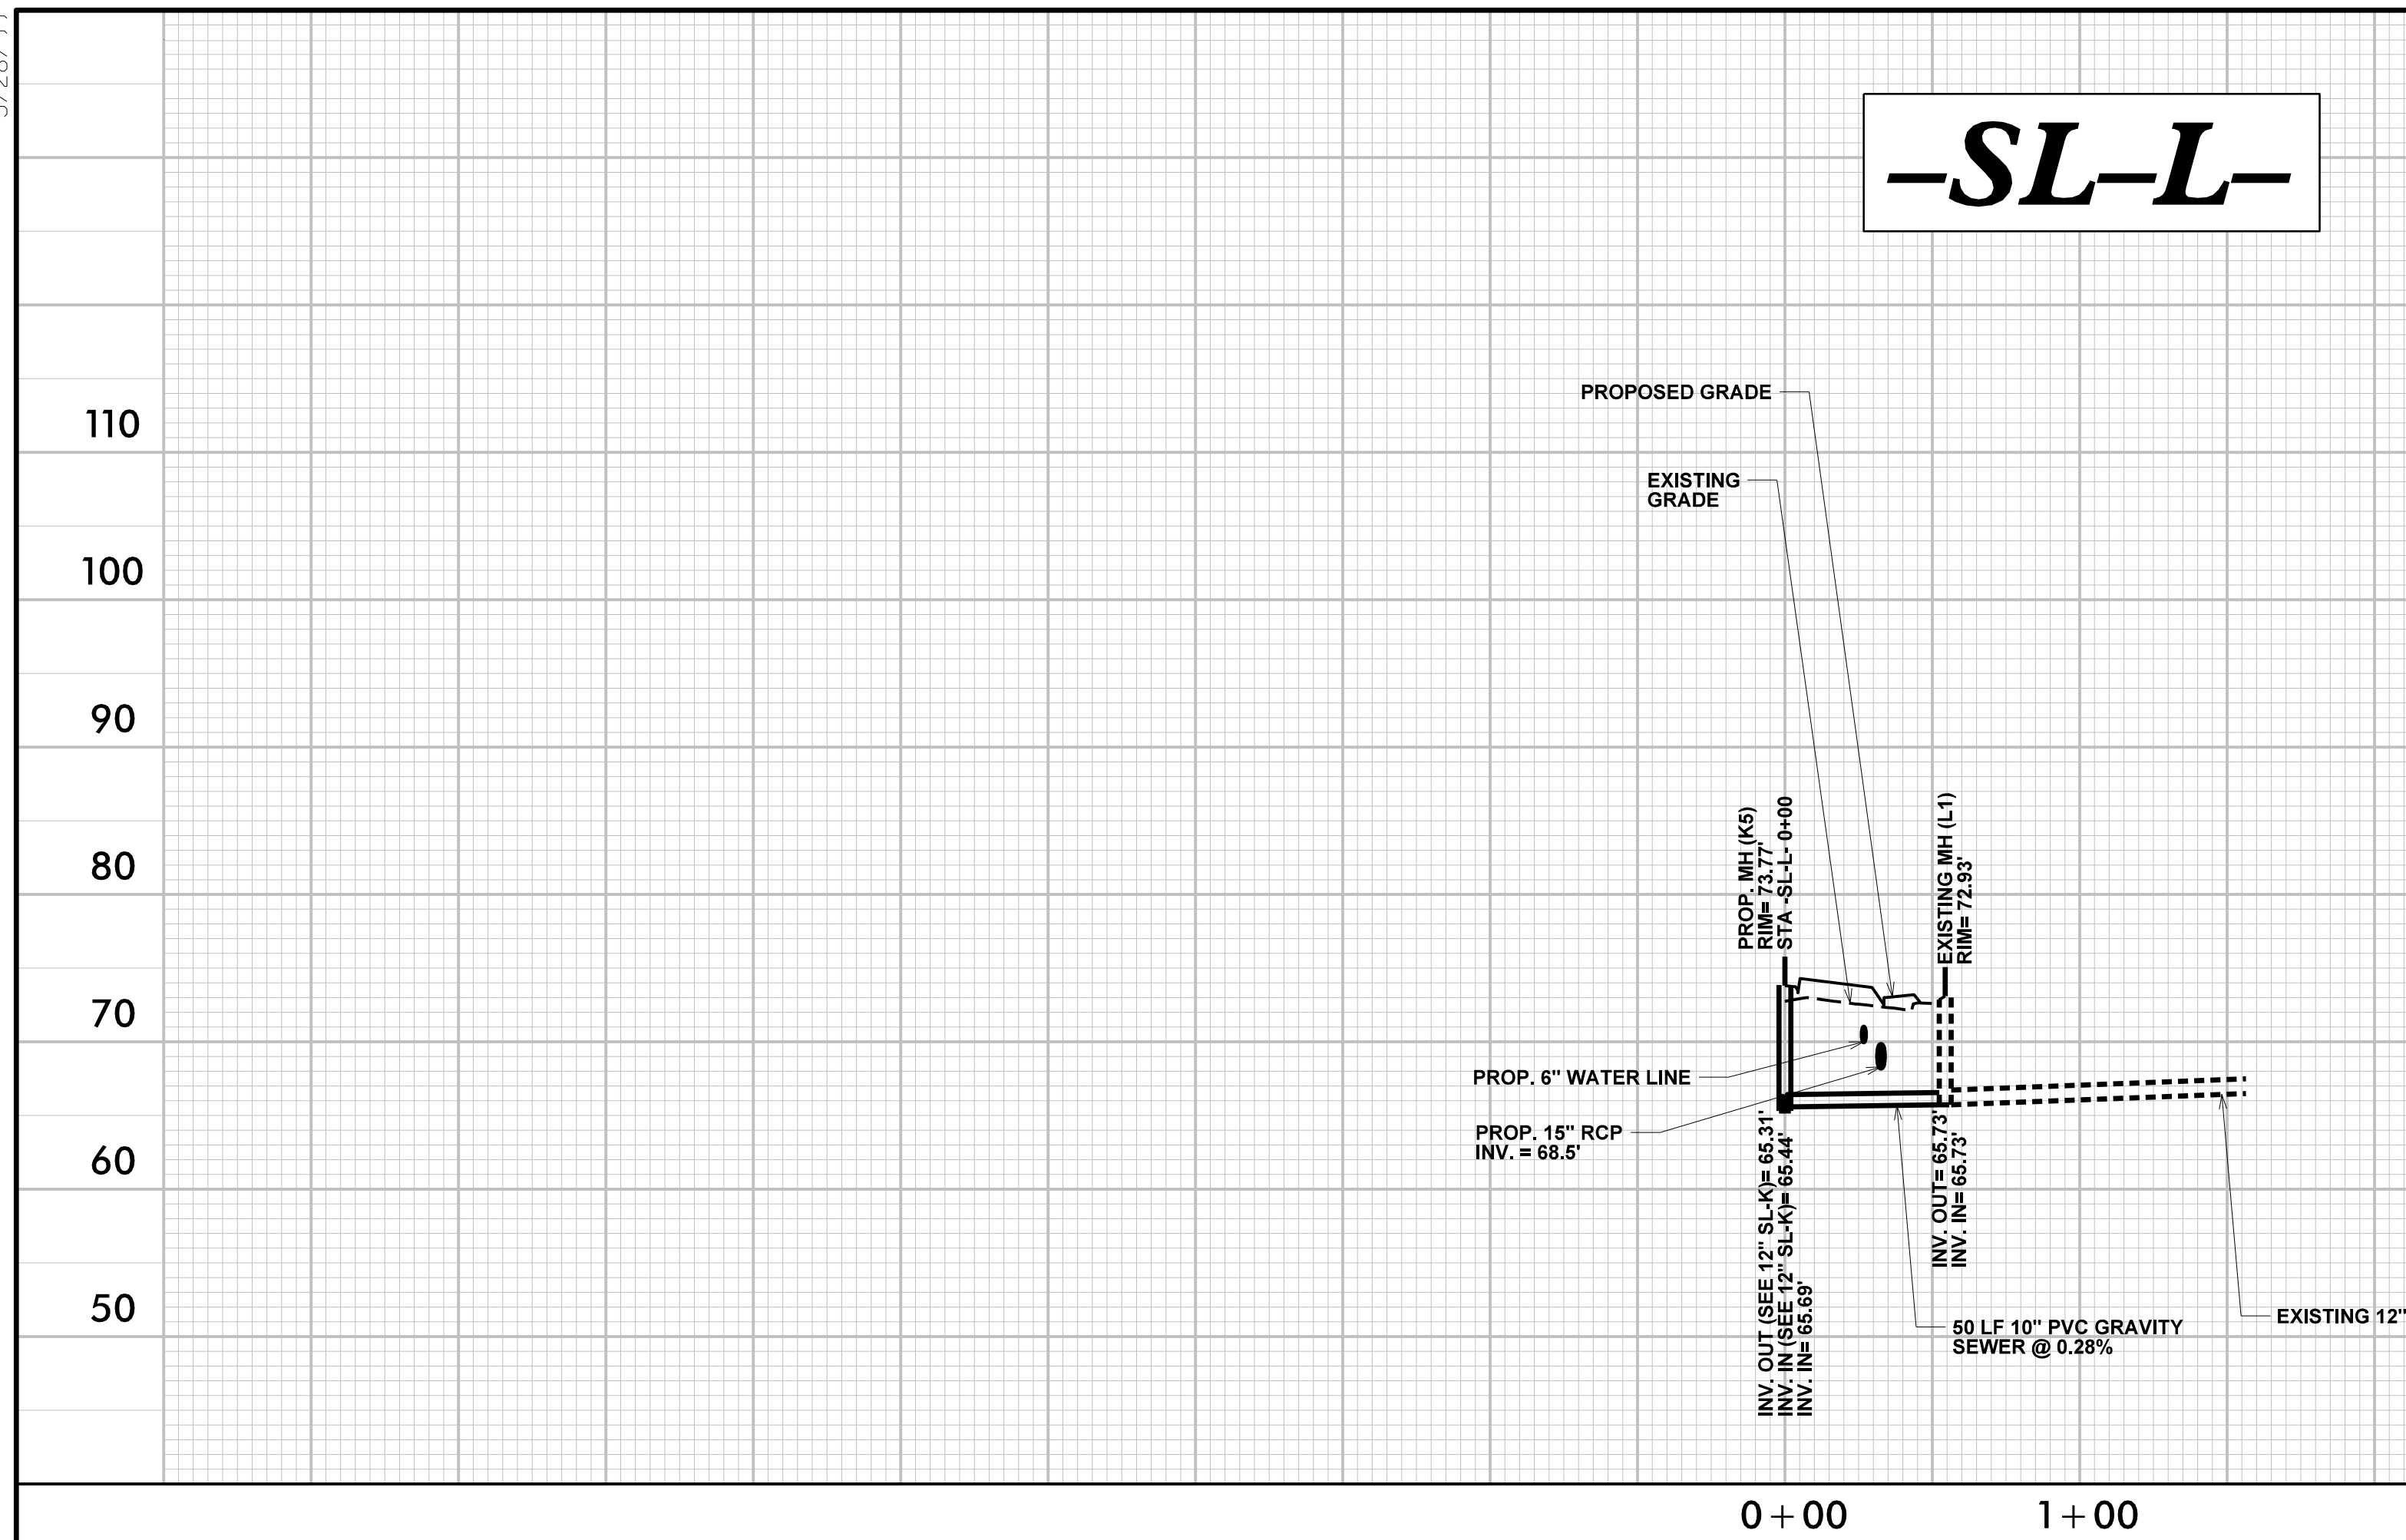 –SL–L–
110
PROPOSED GRADE
EXISTING
GRADE
100
90
80
PROP. MH (K5)
RIM= 73.77'
STA -SL-L- 0+00
EXISTING MH (L1)
RIM= 72.93'
70
PROP. 6" WATER LINE
PROP. 15" RCP
INV. = 68.5'
60
INV. OUT (SEE 12" SL-K)= 65.31'
INV. IN (SEE 12" SL-K)= 65.44'
INV. IN= 65.69'
INV. OUT= 65.73'
INV. IN= 65.73'
50
50 LF 10" PVC GRAVITY
SEWER @ 0.28%
EXISTING 12"
0+00
1+00